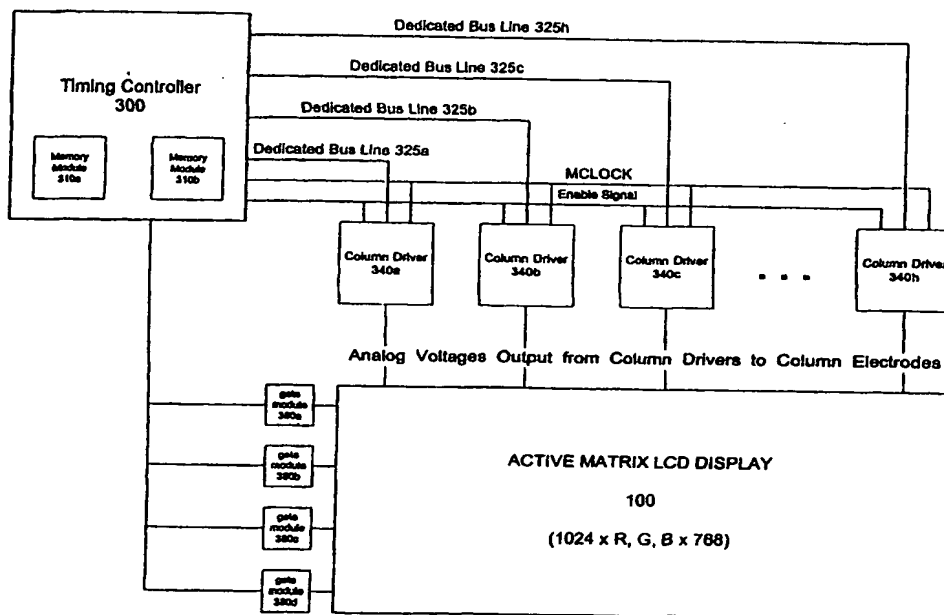 Dedicated Bus Line 325h
Dedicated Bus Line 325c
Timing Controller
300
Dedicated Bus Line 325b
Dedicated Bus Line 325a
Memory
Module
310a
Memory
Module
310b
MCLOCK
Enable Signal
Column Driver
340a
Column Driver
340b
Column Driver
340c
Column Driver
340h
Analog Voltages Output from Column Drivers to Column Electrodes
gate
module
380a
gate
module
380b
gate
module
380c
gate
module
380d
ACTIVE MATRIX LCD DISPLAY
100
(1024 x R, G, B x 768)